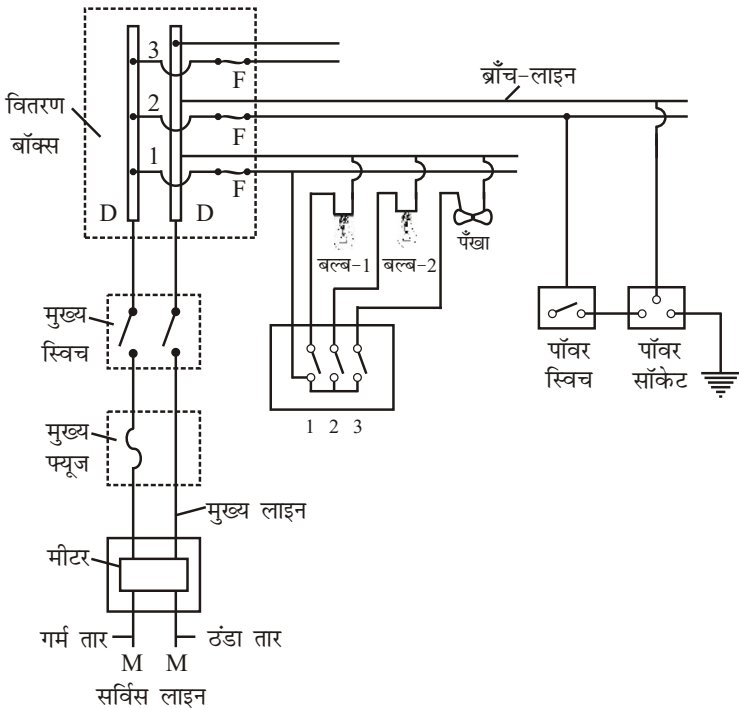 3
F
ब्राँच-लाइन
वितरण
बॉक्स
2
F
1
F
D
D
बल्ब-1
बल्ब-2
पँखा
मुख्य
स्विच
पॉवर
स्विच
पॉवर
सॉकेट
1 2 3
मुख्य
फ्यूज
मुख्य लाइन
मीटर
गर्म तार
ठंडा तार
M M
सर्विस लाइन